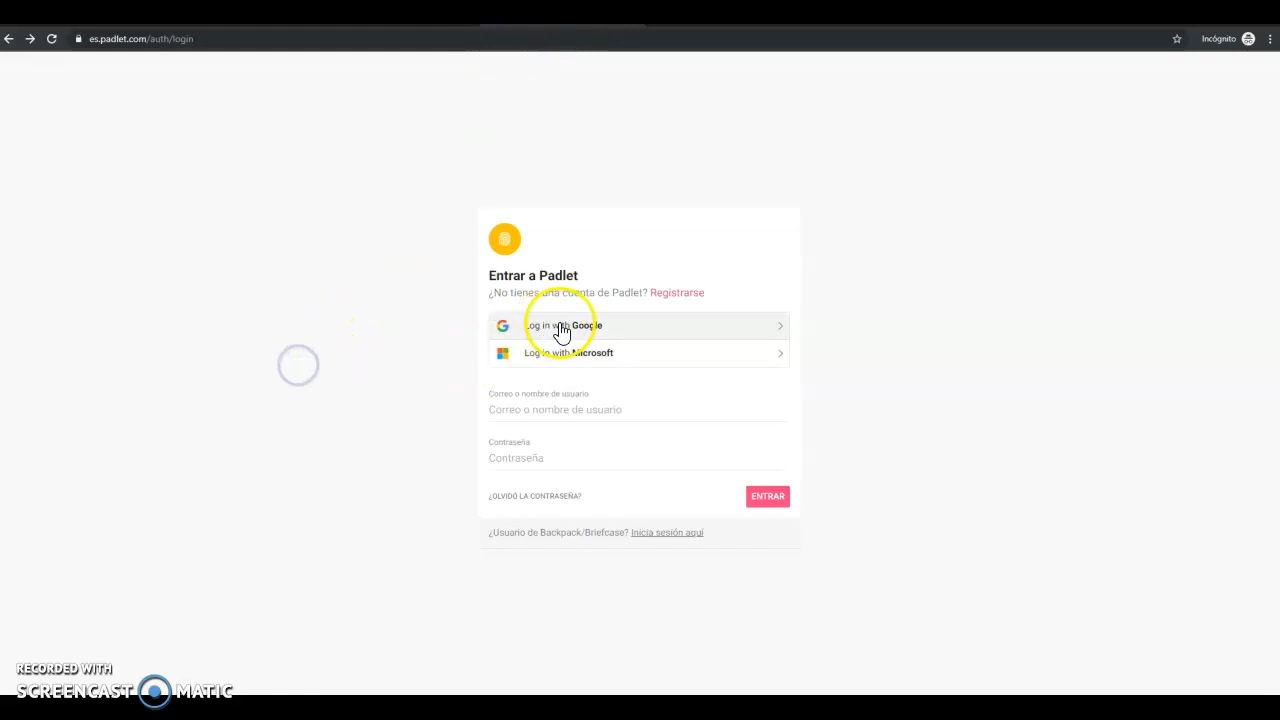 es.padlet.com/auth/login
Incógnito
Entrar a Padlet
¿No tienes una cuenta de Padlet? Registrarse
Log in with Google
Log in with Microsoft
Correo o nombre de usuario
Correo o nombre de usuario
Contraseña
Contraseña
¿OLVIDÓ LA CONTRASEÑA?
ENTRAR
¿Usuario de Backpack/Briefcase? Inicia sesión aquí
RECORDED WITH
SCREENCAST MATIC